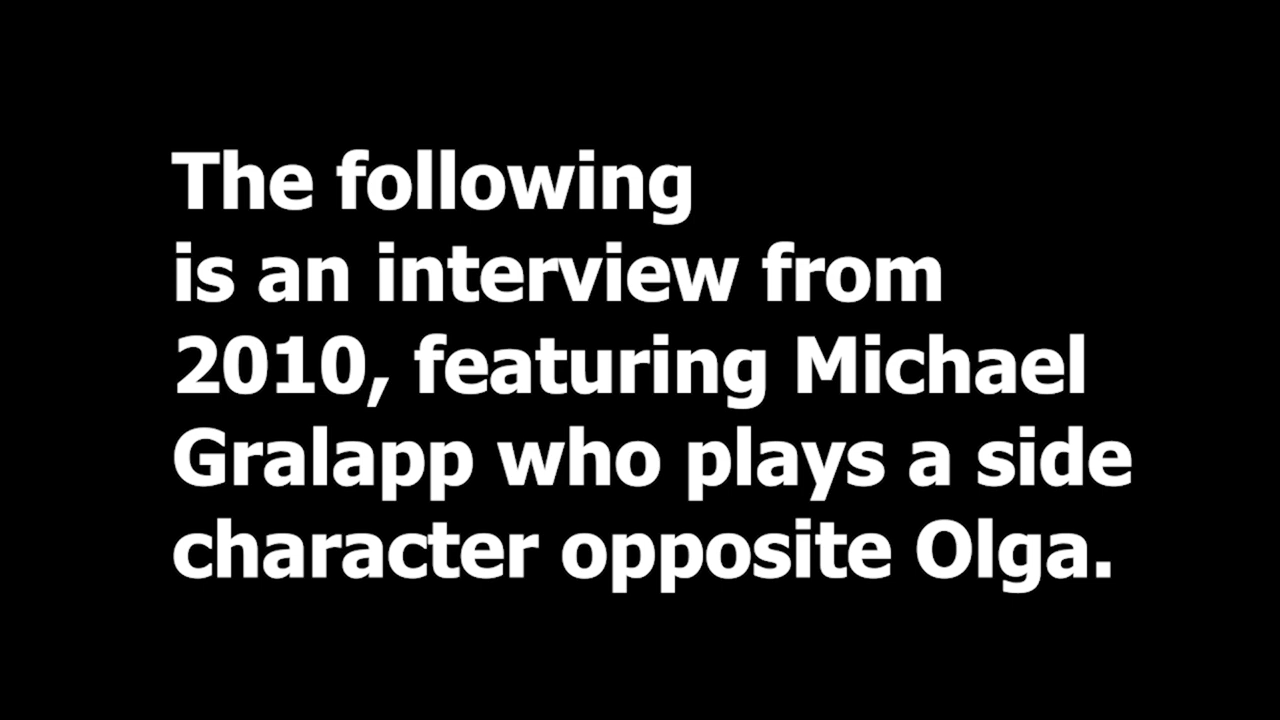 The following
is an interview from
2010, featuring Michael
Gralapp who plays a side
character opposite Olga.